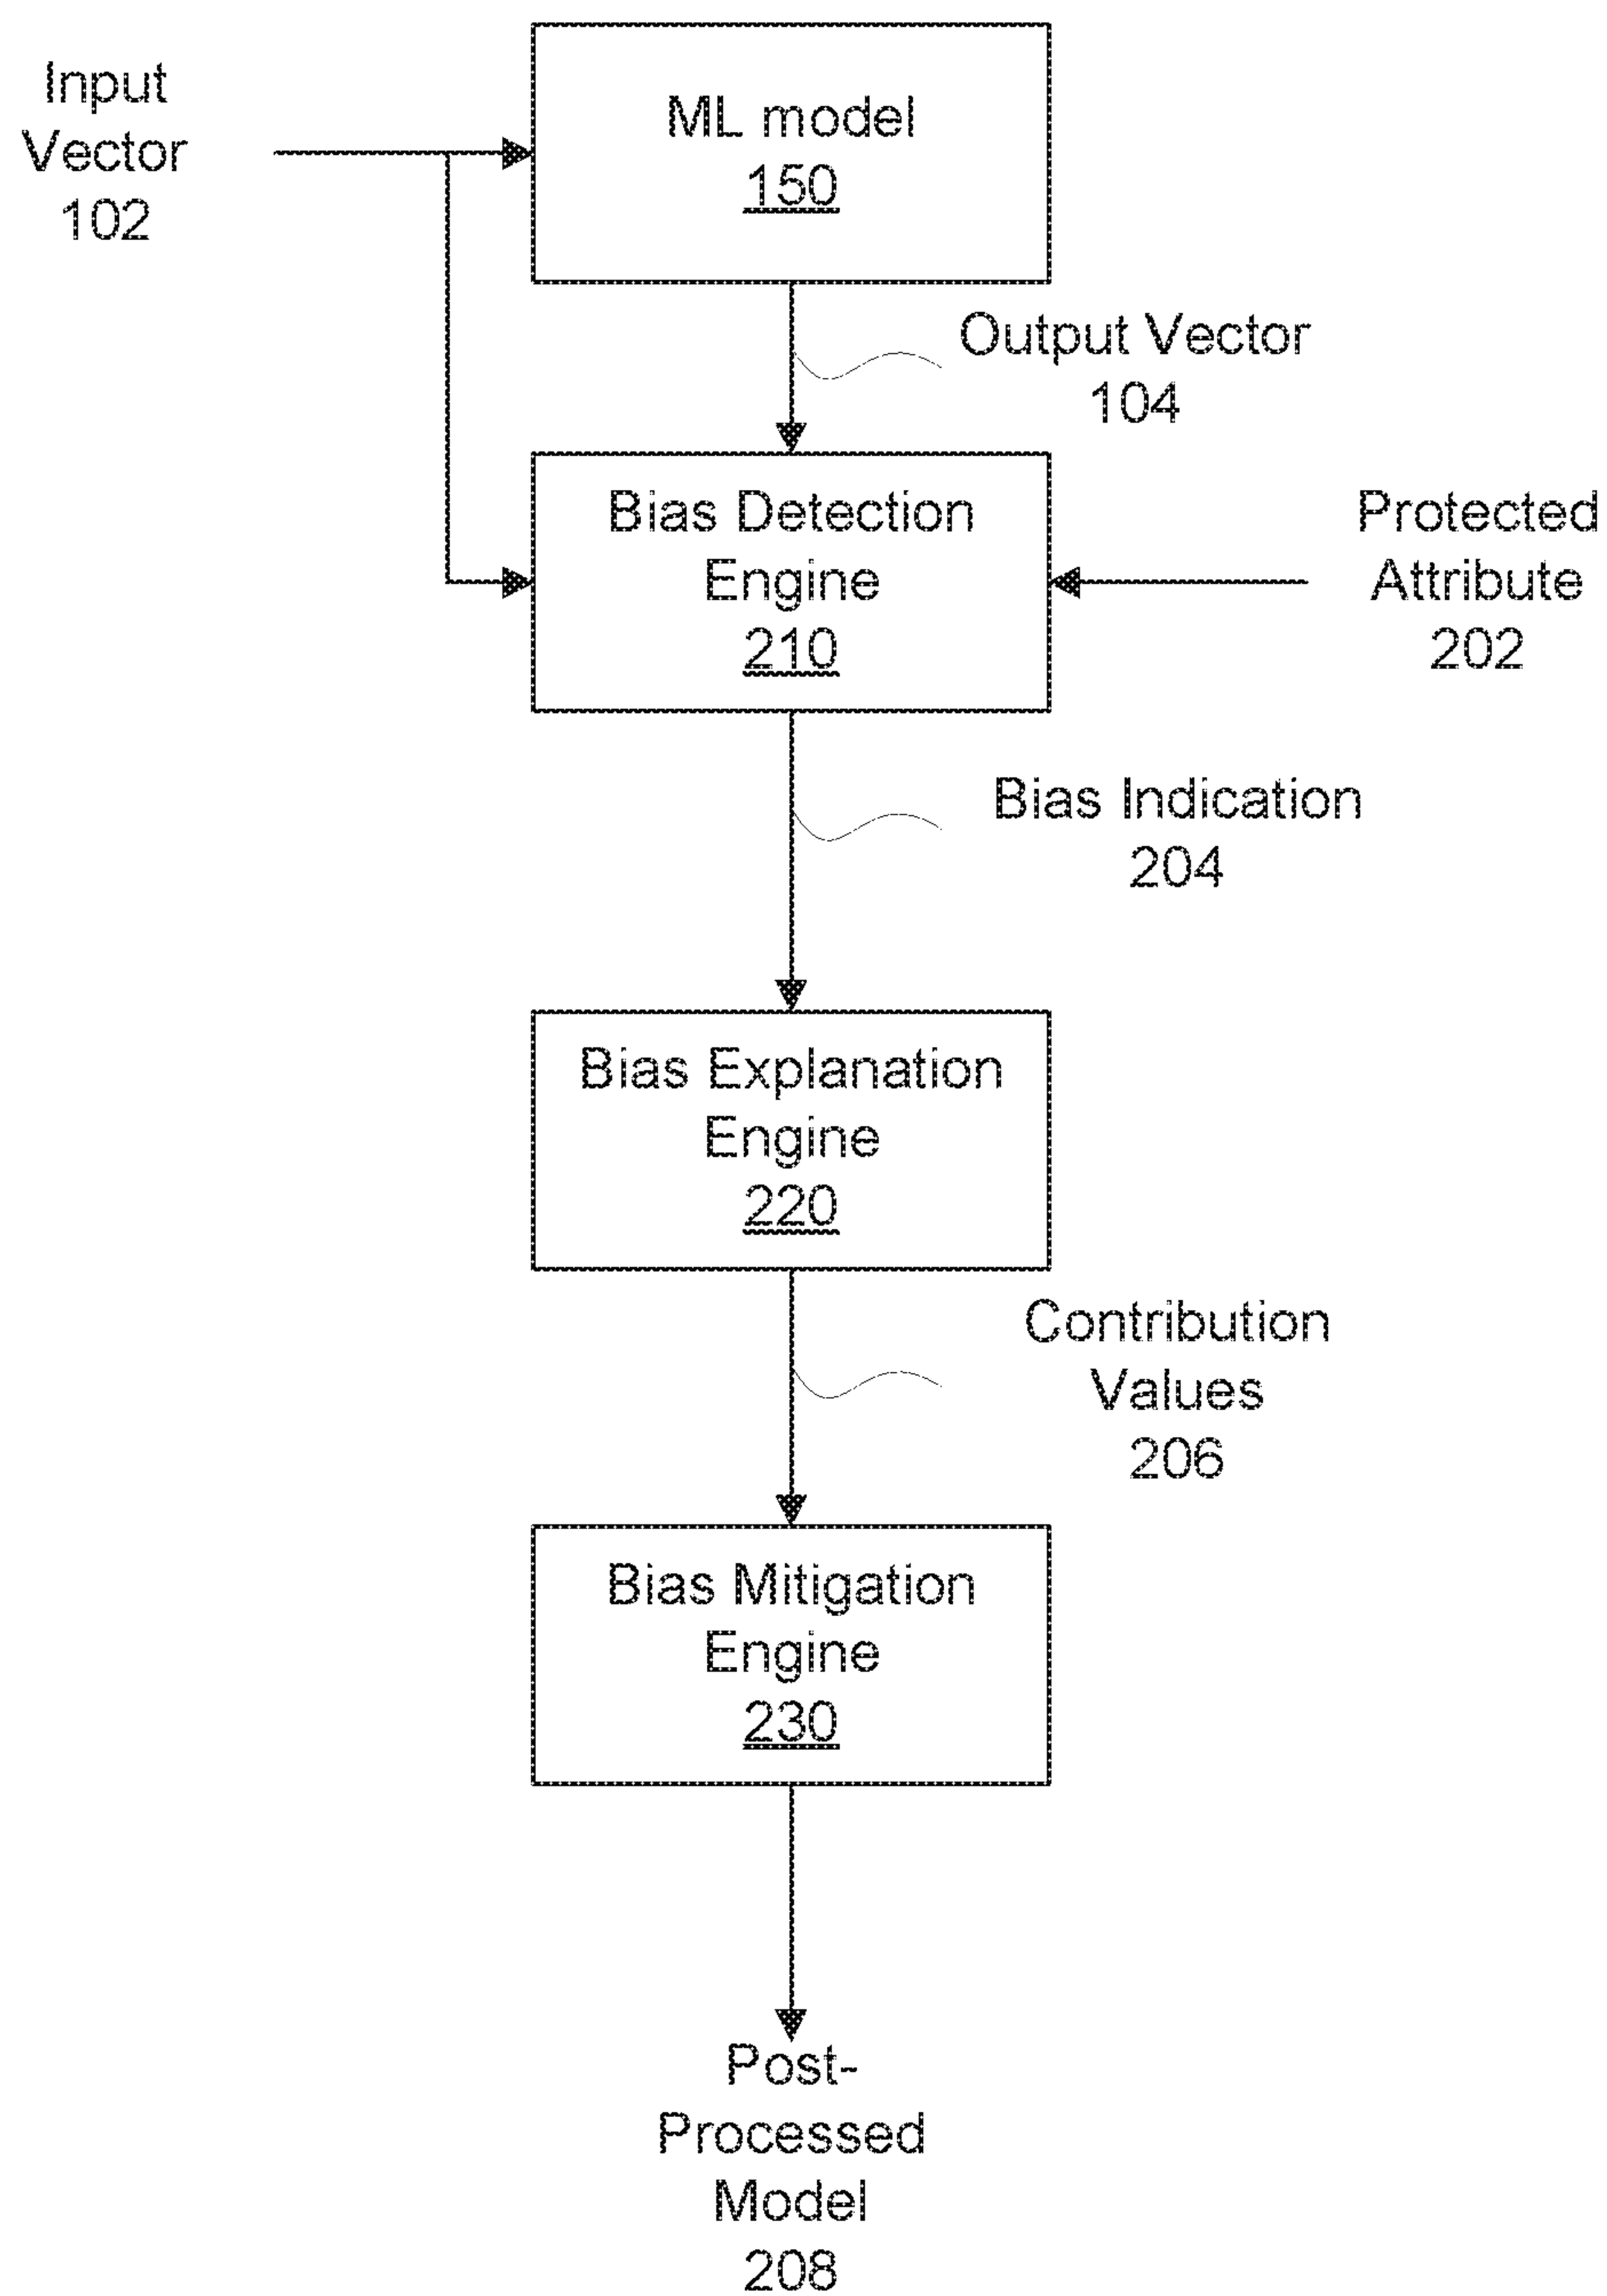 Input
Vector
102
ML model
150
Output Vector
104
Bias Detection
Engine
210
Protected
Attribute
202
Bias Indication
204
Bias Explanation
Engine
220
Contribution
Values
206
Bias Mitigation
Engine
230
Post-
Processed
Model
208